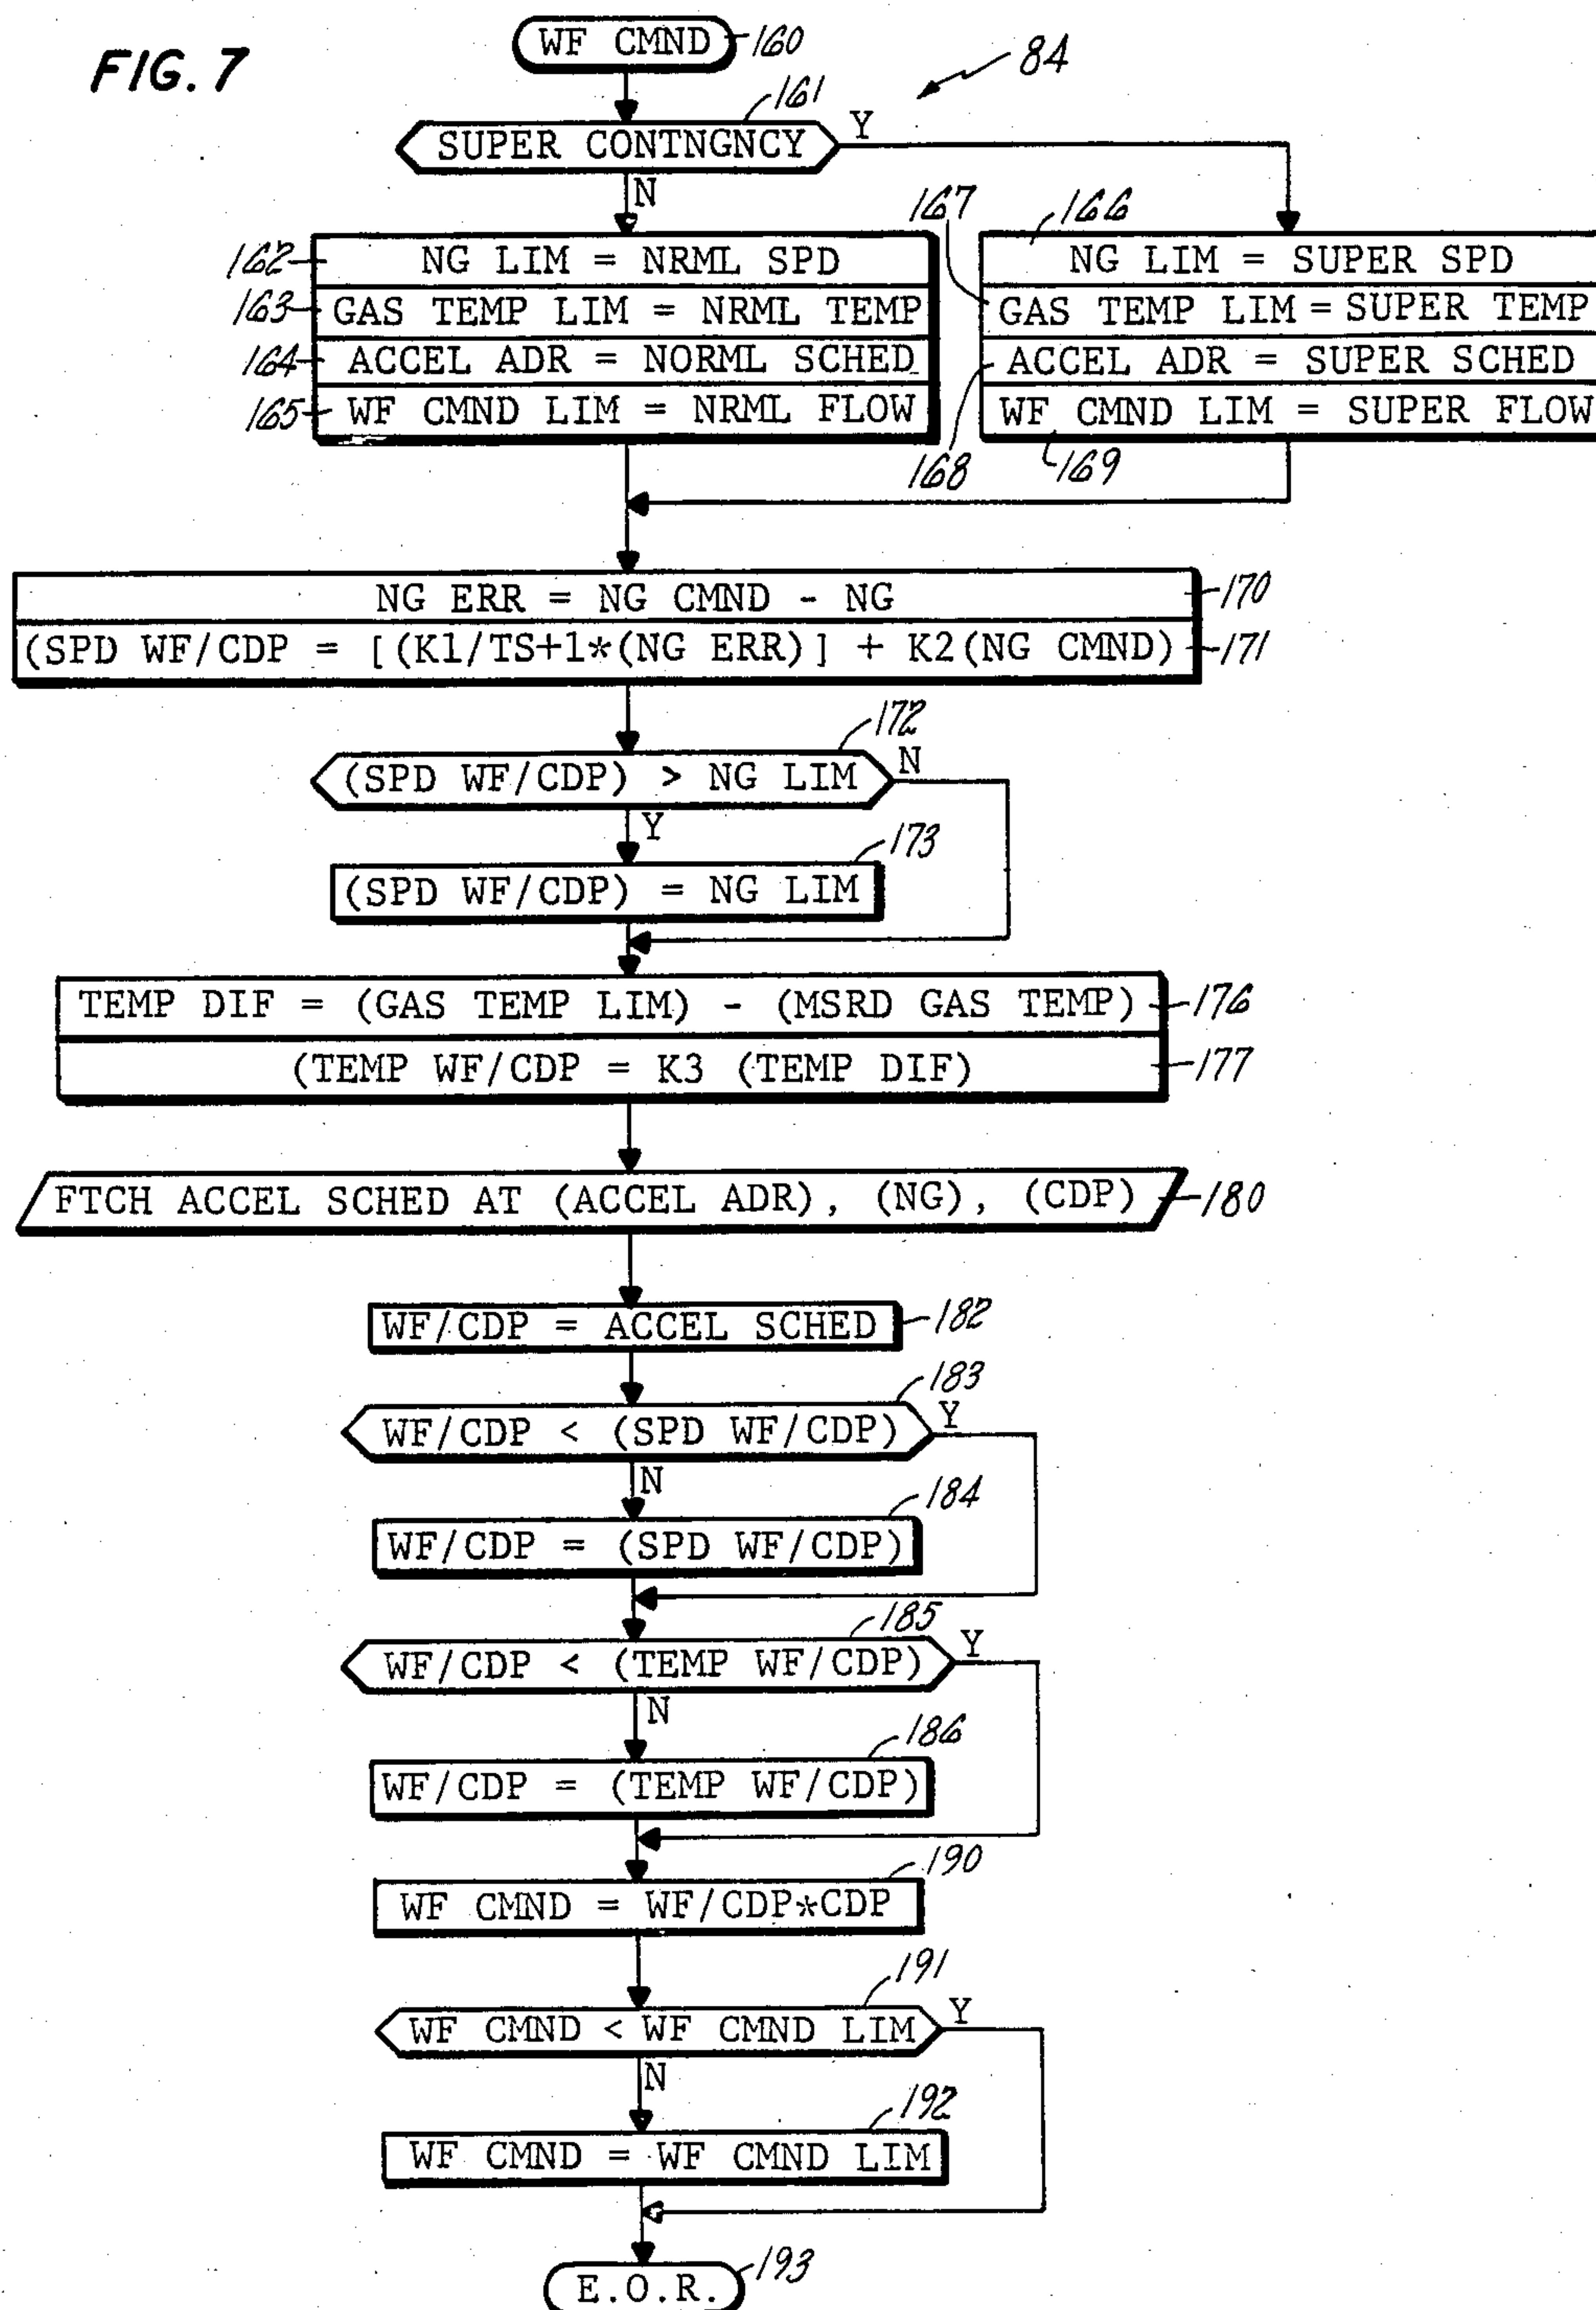 FIG. 7
WF CMND
160
84
161
SUPER CONTNGNCY
Y
N
162
NG LIM = NRML SPD
163
GAS TEMP LIM = NRML TEMP
164
ACCEL ADR = NORML SCHED
165
WF CMND LIM = NRML FLOW
166
NG LIM = SUPER SPD
167
GAS TEMP LIM = SUPER TEMP
168
ACCEL ADR = SUPER SCHED
WF CMND LIM = SUPER FLOW
169
NG ERR = NG CMND - NG
170
(SPD WF/CDP = [(K1/TS+1*(NG ERR)] + K2(NG CMND)
171
172
(SPD WF/CDP) > NG LIM
N
Y
173
(SPD WF/CDP) = NG LIM
TEMP DIF = (GAS TEMP LIM) - (MSRD GAS TEMP)
176
(TEMP WF/CDP = K3 (TEMP DIF)
177
FTCH ACCEL SCHED AT (ACCEL ADR), (NG), (CDP)
180
WF/CDP = ACCEL SCHED
182
183
WF/CDP < (SPD WF/CDP)
Y
N
184
WF/CDP = (SPD WF/CDP)
185
WF/CDP < (TEMP WF/CDP)
Y
N
186
WF/CDP = (TEMP WF/CDP)
190
WF CMND = WF/CDP*CDP
191
WF CMND < WF CMND LIM
Y
N
192
WF CMND = WF CMND LIM
193
E.O.R.